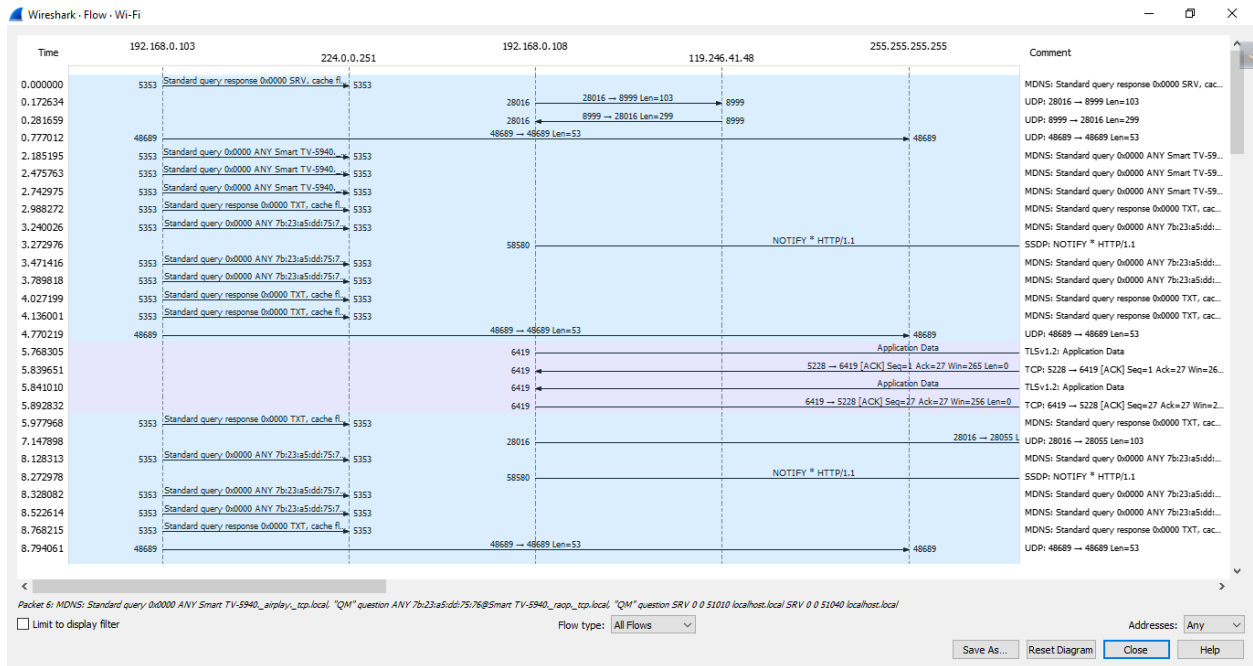 Wireshark · Flow · Wi-Fi
Time 192.168.0.103 224.0.0.251 192.168.0.108 119.246.41.48 255.255.255.255 Comment
0.000000 5353 Standard query response 0x0000 SRV, cache fl... 5353 MDNS: Standard query response 0x0000 SRV, cac...
0.172634 28016 28016 → 8999 Len=103 8999 UDP: 28016 → 8999 Len=103
0.281659 28016 8999 → 28016 Len=299 8999 UDP: 8999 → 28016 Len=299
0.777012 48689 48689 → 48689 Len=53 48689 UDP: 48689 → 48689 Len=53
2.185195 5353 Standard query 0x0000 ANY Smart TV-5940._... 5353 MDNS: Standard query 0x0000 ANY Smart TV-59...
2.475763 5353 Standard query 0x0000 ANY Smart TV-5940._... 5353 MDNS: Standard query 0x0000 ANY Smart TV-59...
2.742975 5353 Standard query 0x0000 ANY Smart TV-5940._... 5353 MDNS: Standard query 0x0000 ANY Smart TV-59...
2.988272 5353 Standard query response 0x0000 TXT, cache fl... 5353 MDNS: Standard query response 0x0000 TXT, cac...
3.240026 5353 Standard query 0x0000 ANY 7b:23:a5:dd:75:7... 5353 MDNS: Standard query 0x0000 ANY 7b:23:a5:dd:...
3.272976 58580 NOTIFY * HTTP/1.1 SSDP: NOTIFY * HTTP/1.1
3.471416 5353 Standard query 0x0000 ANY 7b:23:a5:dd:75:7... 5353 MDNS: Standard query 0x0000 ANY 7b:23:a5:dd:...
3.789818 5353 Standard query 0x0000 ANY 7b:23:a5:dd:75:7... 5353 MDNS: Standard query 0x0000 ANY 7b:23:a5:dd:...
4.027199 5353 Standard query response 0x0000 TXT, cache fl... 5353 MDNS: Standard query response 0x0000 TXT, cac...
4.136001 5353 Standard query response 0x0000 TXT, cache fl... 5353 MDNS: Standard query response 0x0000 TXT, cac...
4.770219 48689 48689 → 48689 Len=53 48689 UDP: 48689 → 48689 Len=53
5.768305 6419 Application Data TLSv1.2: Application Data
5.839651 6419 5228 → 6419 [ACK] Seq=1 Ack=27 Win=265 Len=0 TCP: 5228 → 6419 [ACK] Seq=1 Ack=27 Win=26...
5.841010 6419 Application Data TLSv1.2: Application Data
5.892832 6419 6419 → 5228 [ACK] Seq=27 Ack=27 Win=256 Len=0 TCP: 6419 → 5228 [ACK] Seq=27 Ack=27 Win=2...
5.977968 5353 Standard query response 0x0000 TXT, cache fl... 5353 MDNS: Standard query response 0x0000 TXT, cac...
7.147898 28016 28016 → 28055 L UDP: 28016 → 28055 Len=103
8.128313 5353 Standard query 0x0000 ANY 7b:23:a5:dd:75:7... 5353 MDNS: Standard query 0x0000 ANY 7b:23:a5:dd:...
8.272978 58580 NOTIFY * HTTP/1.1 SSDP: NOTIFY * HTTP/1.1
8.328082 5353 Standard query 0x0000 ANY 7b:23:a5:dd:75:7... 5353 MDNS: Standard query 0x0000 ANY 7b:23:a5:dd:...
8.522614 5353 Standard query 0x0000 ANY 7b:23:a5:dd:75:7... 5353 MDNS: Standard query 0x0000 ANY 7b:23:a5:dd:...
8.768215 5353 Standard query response 0x0000 TXT, cache fl... 5353 MDNS: Standard query response 0x0000 TXT, cac...
8.794061 48689 48689 → 48689 Len=53 48689 UDP: 48689 → 48689 Len=53
Packet 6: MDNS: Standard query 0x0000 ANY Smart TV-5940._airplay._tcp.local, "QM" question ANY 7b:23:a5:dd:75:76@Smart TV-5940._raop._tcp.local, "QM" question SRV 0 0 51010 localhost.local SRV 0 0 51040 localhost.local
Limit to display filter Flow type: All Flows Addresses: Any
Save As... Reset Diagram Close Help